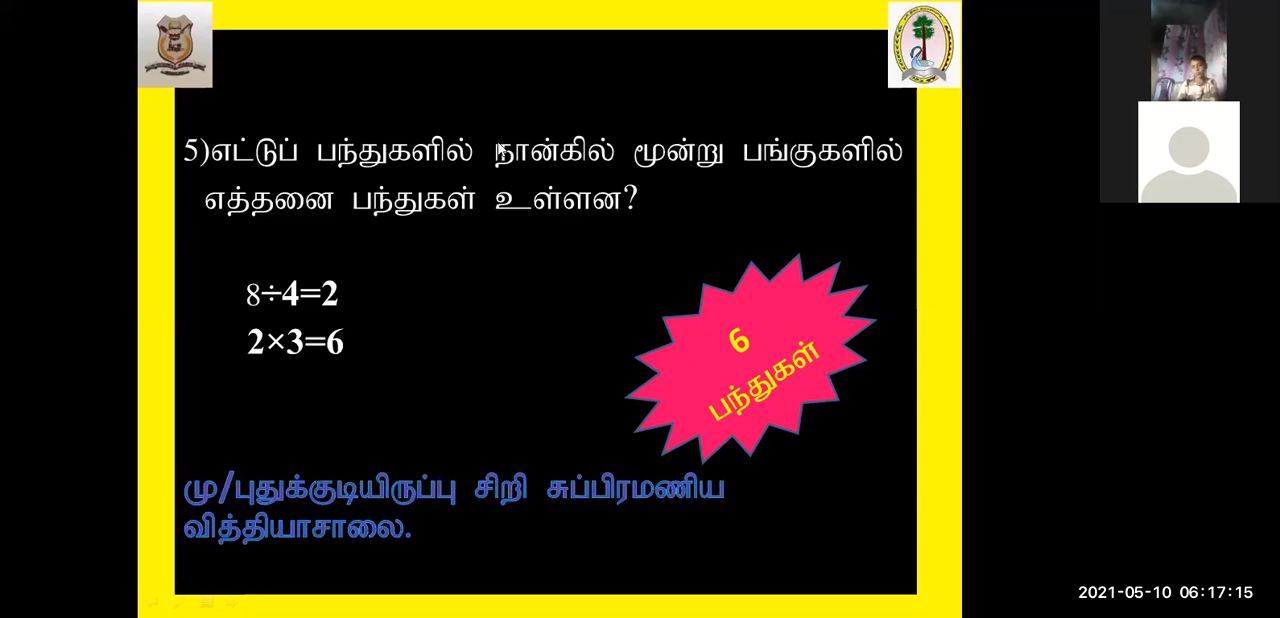 5)எட்டுப் பந்துகளில் நான்கில் மூன்று பங்குகளில்
எத்தனை பந்துகள் உள்ளன?
8÷4=2
2×3=6
6
பந்துகள்
மு/புதுக்குடியிருப்பு சிறி சுப்பிரமணிய
வித்தியாசாலை.
2021-05-10 06:17:15